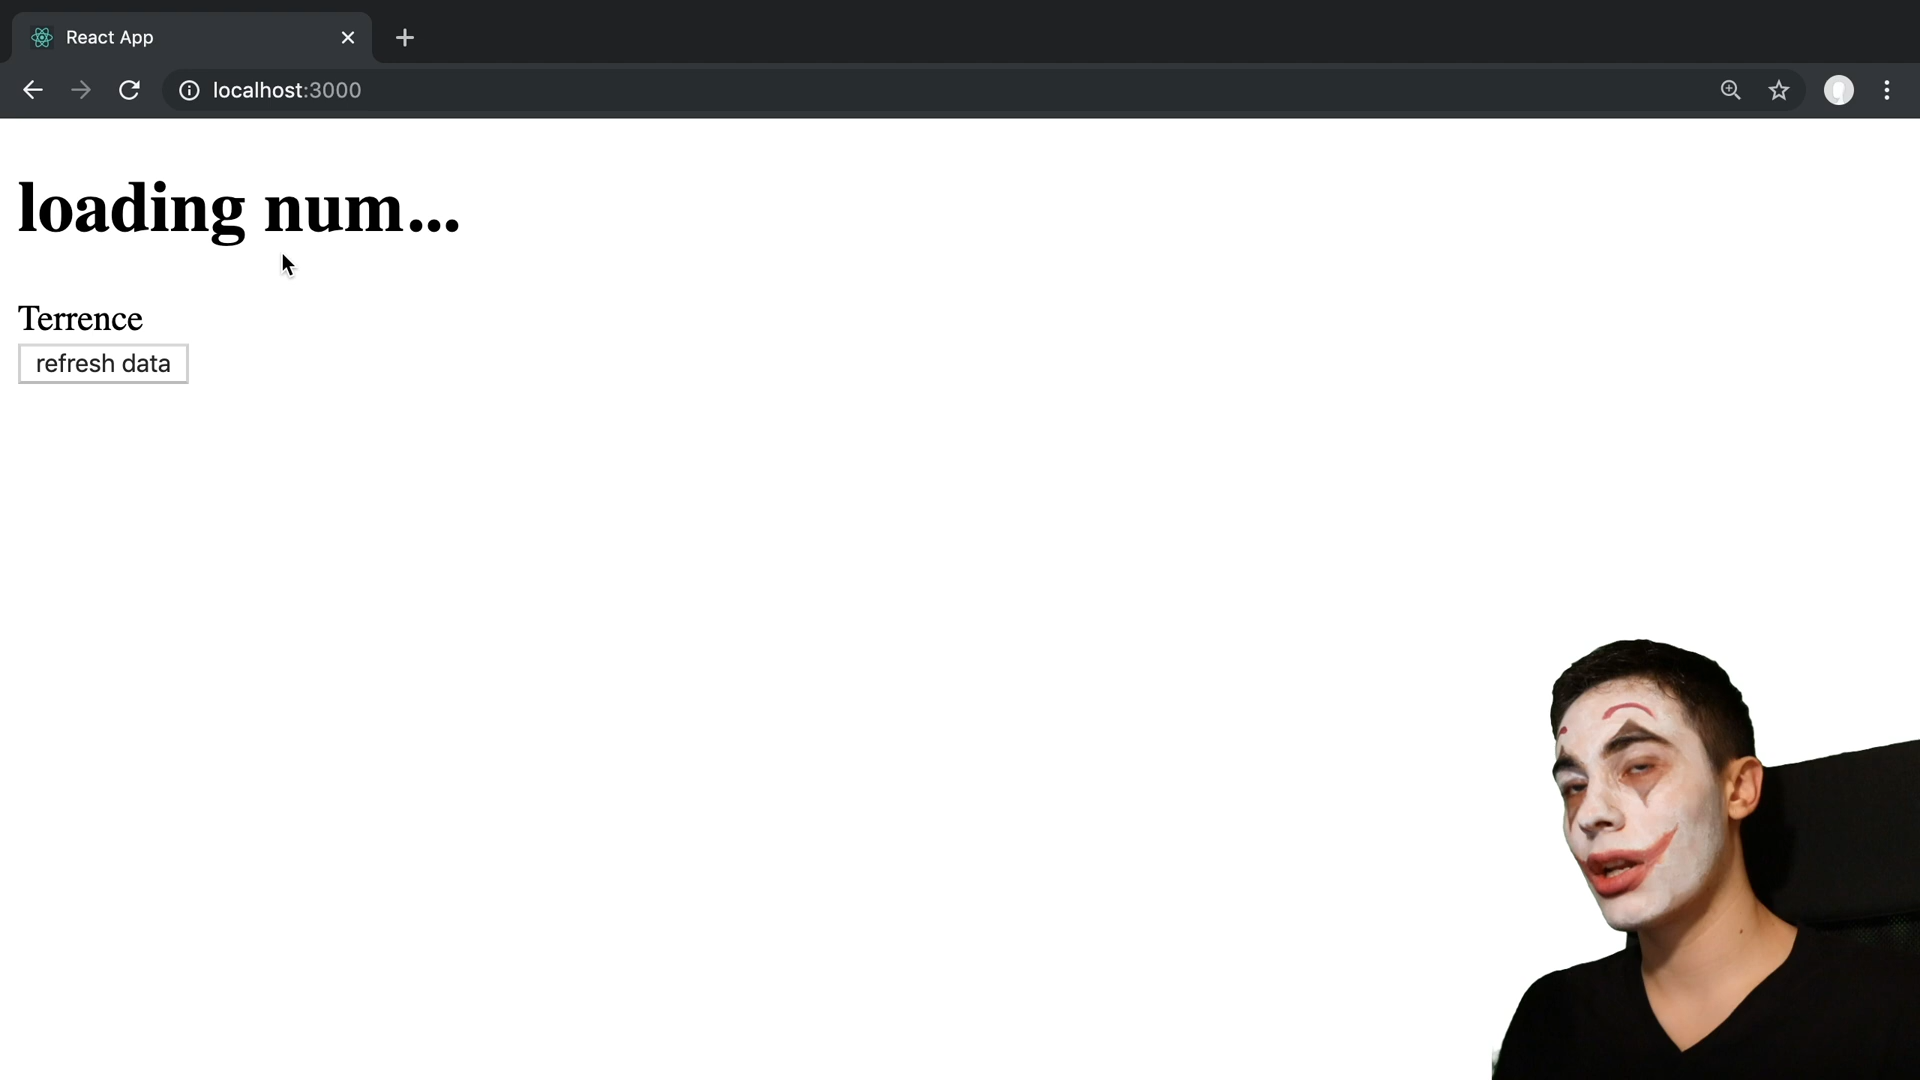 React App
localhost:3000
loading num...
Terrence
refresh data